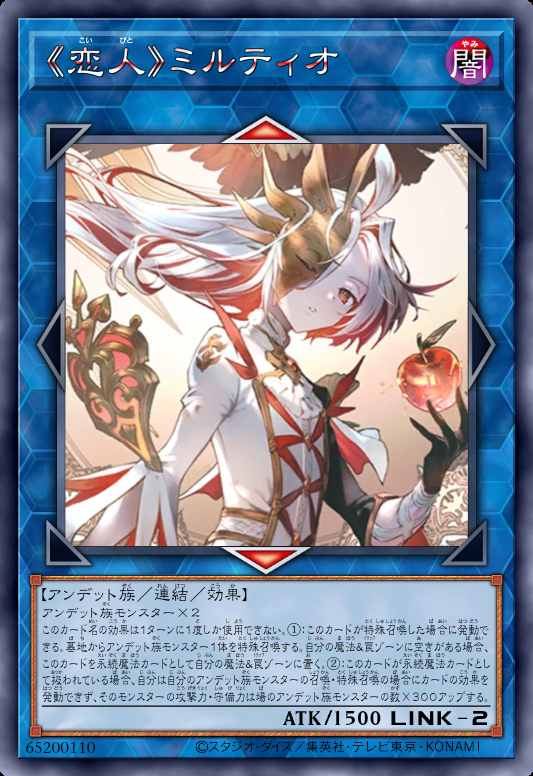 《恋人》ミルティオ
闇
【アンデット族／連結／効果】
アンデット族モンスター×2
このカード名の効果は1ターンに1度しか使用できない。①：このカードが特殊召喚した場合に発動で
きる。墓地からアンデット族モンスター1体を特殊召喚する。自分の魔法&罠ゾーンに空きがある場合、
このカードを永続魔法カードとして自分の魔法&罠ゾーンに置く。②：このカードが永続魔法カードとし
て扱われている場合、自分は自分のアンデット族モンスターの召喚・特殊召喚の場合にカードの効果を
発動できず、そのモンスターの攻撃力・守備力は場のアンデット族モンスターの数×300アップする。
ATK/1500 LINK-2
65200110
©スタジオ・ダイス/集英社・テレビ東京・KONAMI